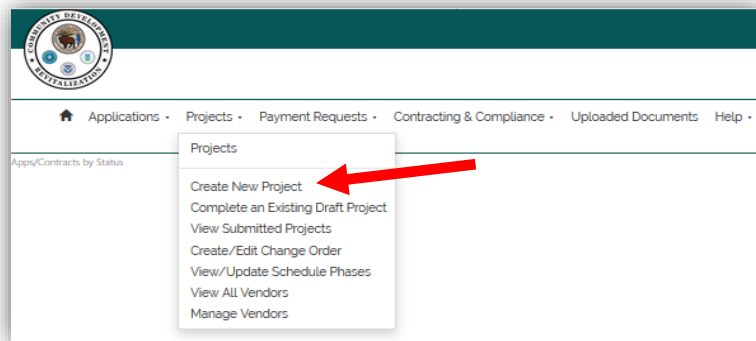 COMMUNITY DEVELOPMENT
REVITALIZATION
Applications - Projects - Payment Requests - Contracting & Compliance - Uploaded Documents Help -
Projects
Apps/Contracts by Status
Create New Project
Complete an Existing Draft Project
View Submitted Projects
Create/Edit Change Order
View/Update Schedule Phases
View All Vendors
Manage Vendors